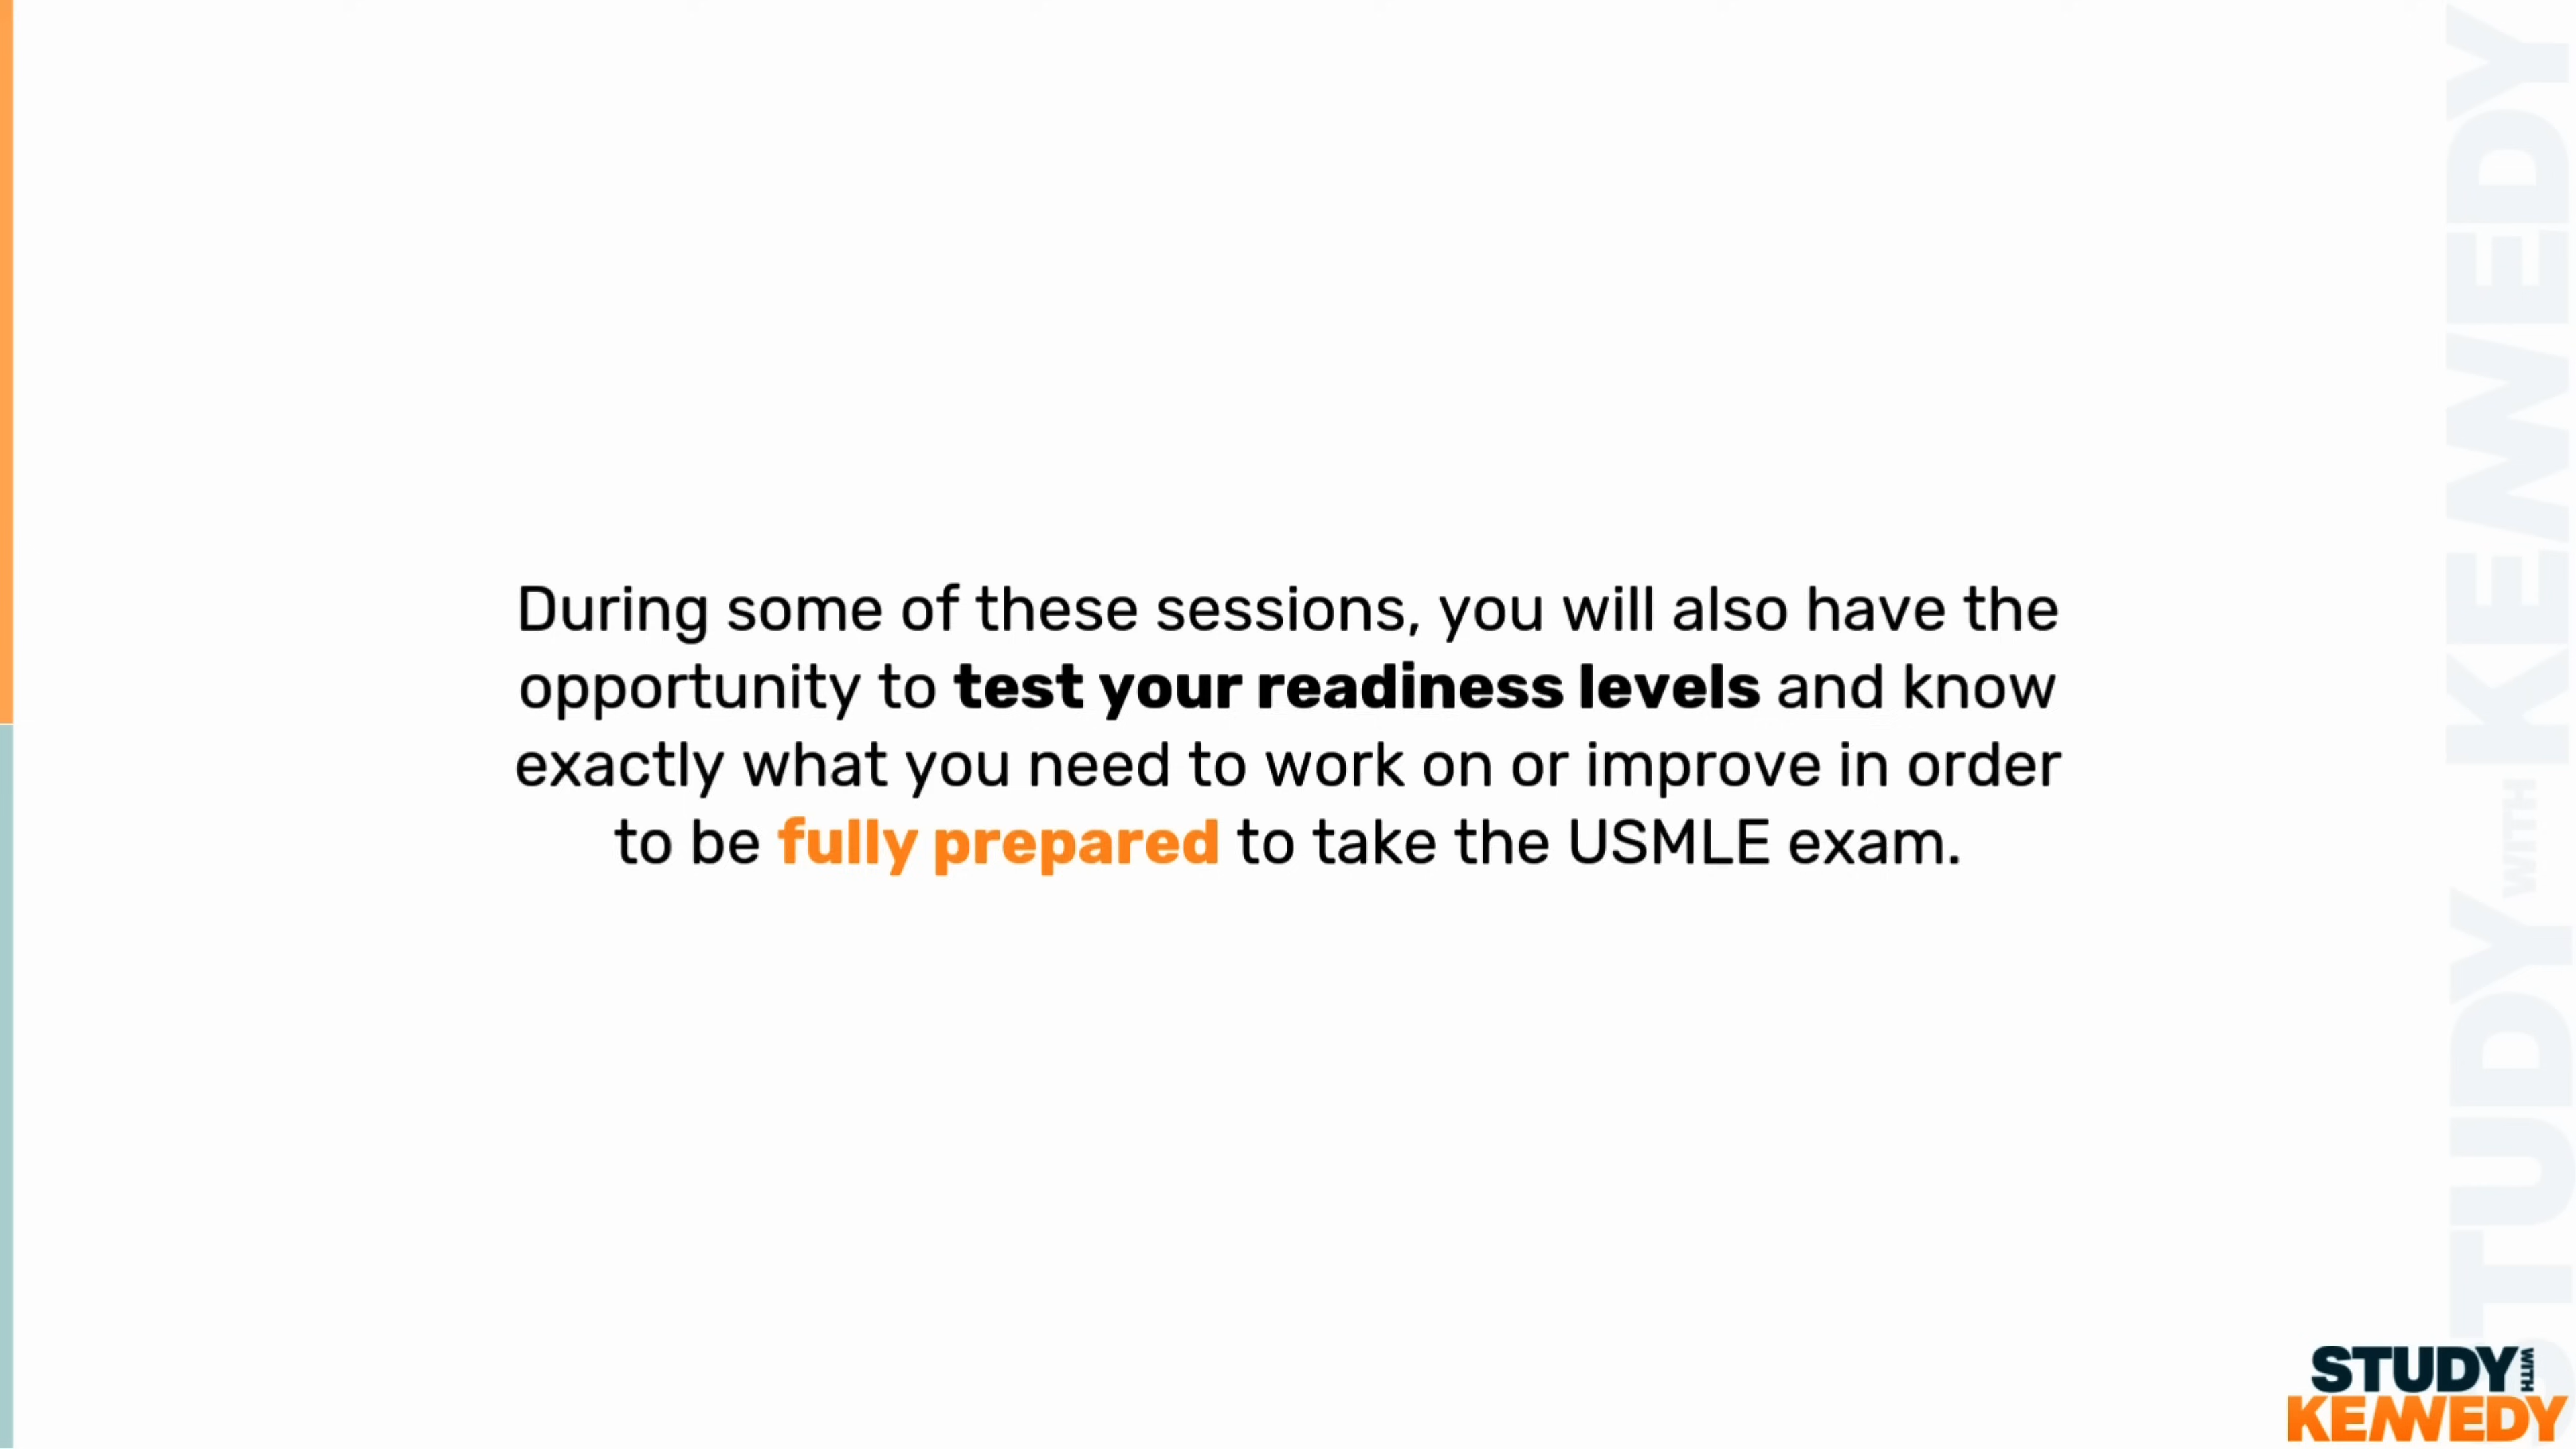 During some of these sessions, you will also have the
opportunity to test your readiness levels and know
exactly what you need to work on or improve in order
to be fully prepared to take the USMLE exam.
STUDY WITH KENNEDY
STUDY WITH
KENNEDY